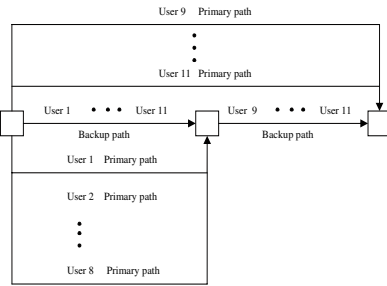 User 9 Primary path
User 11 Primary path
User 1 • • • User 11
Backup path
User 9 • • • User 11
Backup path
User 1 Primary path
User 2 Primary path
User 8 Primary path